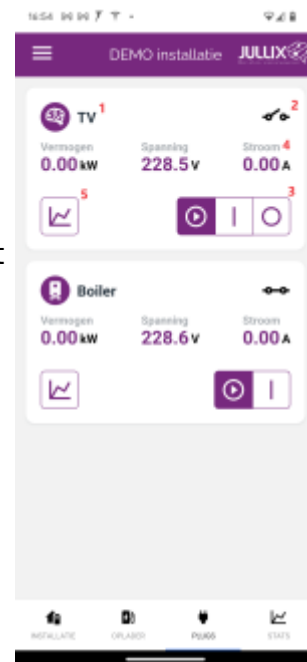 16:54
DEMO installatie JULLIX
TV 1 2
Vermogen Spanning Stroom 4
0.00 kW 228.5 V 0.00 A
5 3
Boiler
Vermogen Spanning Stroom
0.00 kW 228.6 V 0.00 A
INSTALLATIE OPLADER PLUGS STATS